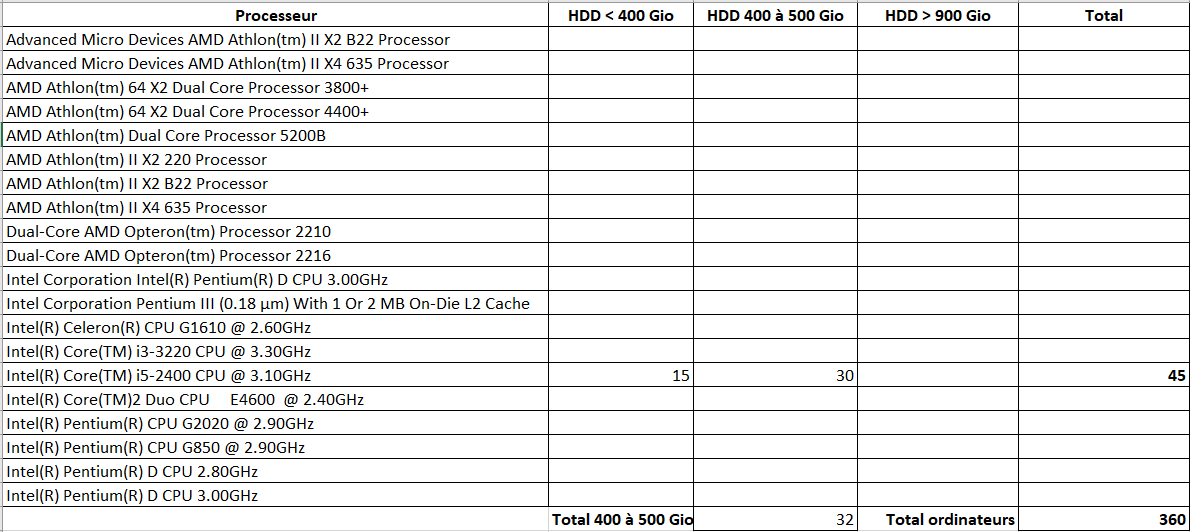 Processeur HDD < 400 Gio HDD 400 à 500 Gio HDD > 900 Gio Total
Advanced Micro Devices AMD Athlon(tm) II X2 B22 Processor
Advanced Micro Devices AMD Athlon(tm) II X4 635 Processor
AMD Athlon(tm) 64 X2 Dual Core Processor 3800+
AMD Athlon(tm) 64 X2 Dual Core Processor 4400+
AMD Athlon(tm) Dual Core Processor 5200B
AMD Athlon(tm) II X2 220 Processor
AMD Athlon(tm) II X2 B22 Processor
AMD Athlon(tm) II X4 635 Processor
Dual-Core AMD Opteron(tm) Processor 2210
Dual-Core AMD Opteron(tm) Processor 2216
Intel Corporation Intel(R) Pentium(R) D CPU 3.00GHz
Intel Corporation Pentium III (0.18 µm) With 1 Or 2 MB On-Die L2 Cache
Intel(R) Celeron(R) CPU G1610 @ 2.60GHz
Intel(R) Core(TM) i3-3220 CPU @ 3.30GHz
Intel(R) Core(TM) i5-2400 CPU @ 3.10GHz 15 30 45
Intel(R) Core(TM)2 Duo CPU E4600 @ 2.40GHz
Intel(R) Pentium(R) CPU G2020 @ 2.90GHz
Intel(R) Pentium(R) CPU G850 @ 2.90GHz
Intel(R) Pentium(R) D CPU 2.80GHz
Intel(R) Pentium(R) D CPU 3.00GHz
Total 400 à 500 Gio 32 Total ordinateurs 360